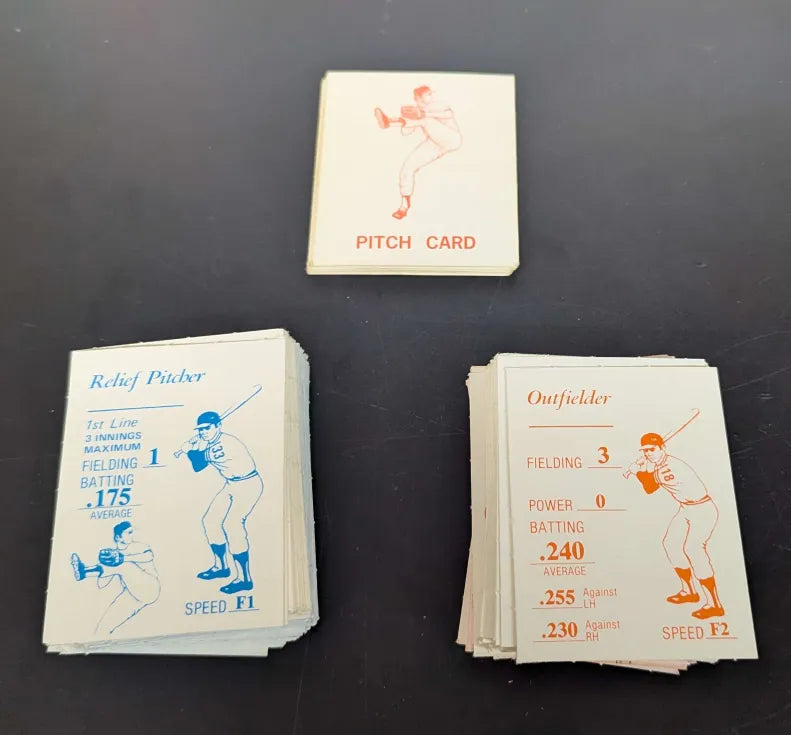 PITCH CARD
Relief Pitcher
1st Line
3 INNINGS
MAXIMUM
FIELDING 1
BATTING
.175
AVERAGE
33
SPEED F1
Outfielder
FIELDING 3
POWER 0
BATTING
.240
AVERAGE
.255 Against
LH
.230 Against
RH
18
SPEED F2